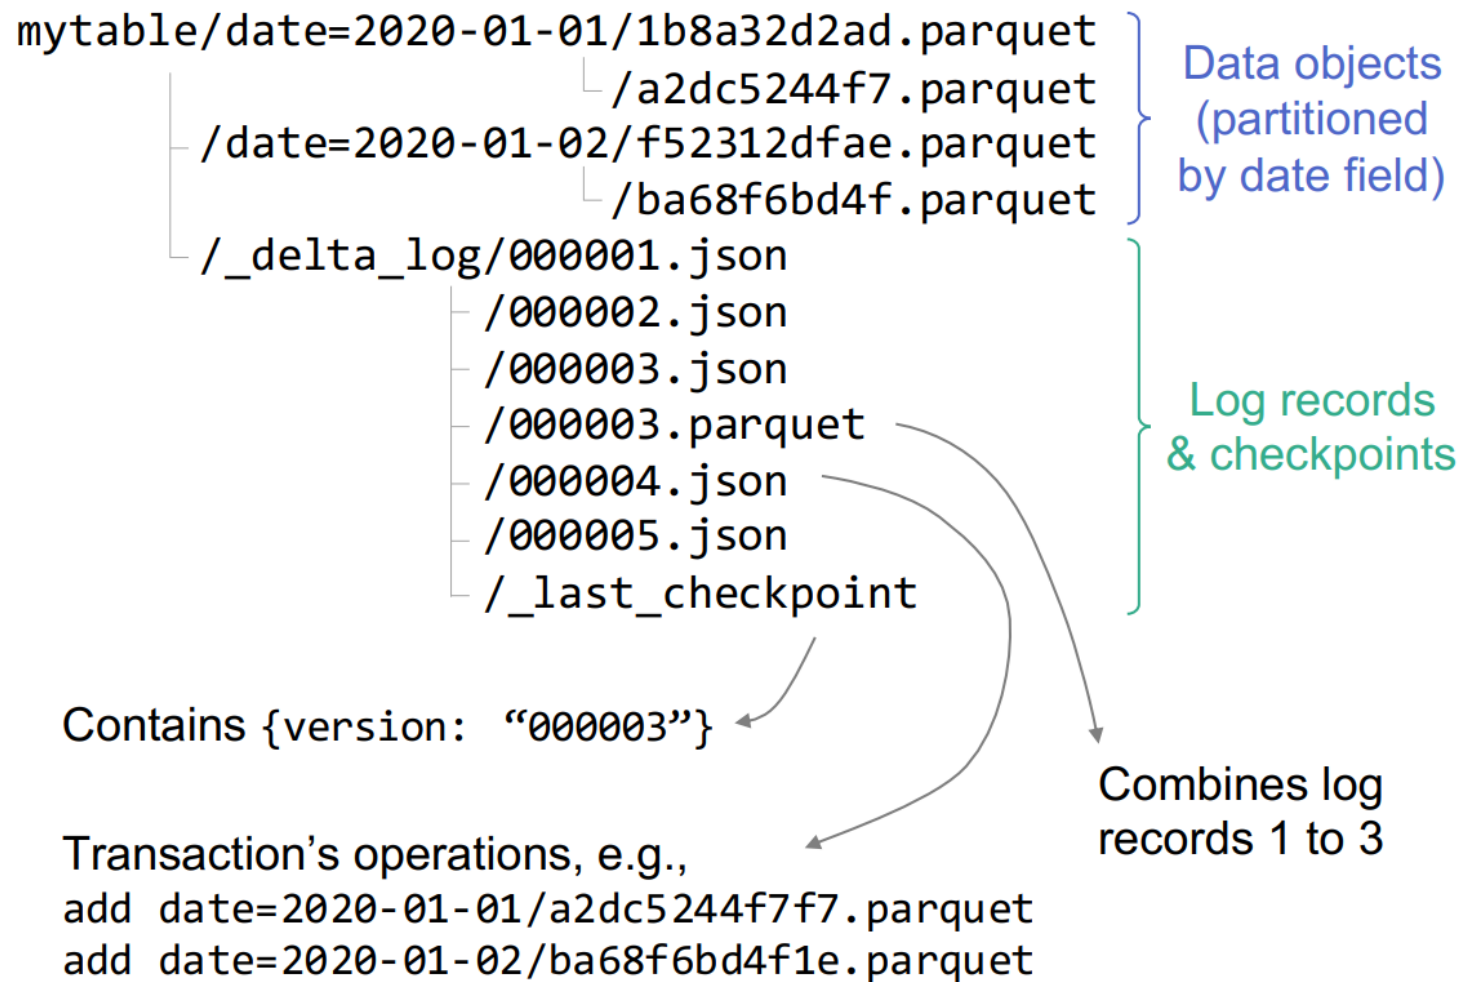 mytable/date=2020-01-01/1b8a32d2ad.parquet
/a2dc5244f7.parquet
/date=2020-01-02/f52312dfae.parquet
/ba68f6bd4f.parquet
/_delta_log/000001.json
/000002.json
/000003.json
/000003.parquet
/000004.json
/000005.json
/_last_checkpoint
Data objects
(partitioned
by date field)
Log records
& checkpoints
Contains {version: “000003”}
Combines log
records 1 to 3
Transaction’s operations, e.g.,
add date=2020-01-01/a2dc5244f7f7.parquet
add date=2020-01-02/ba68f6bd4f1e.parquet